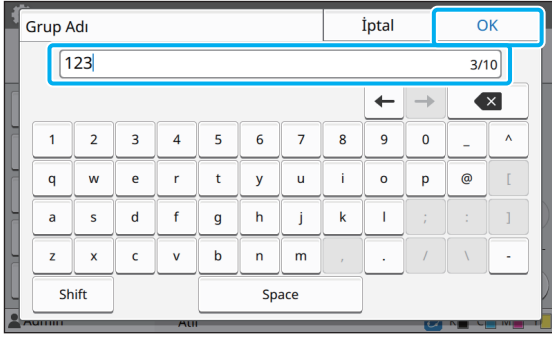 Grup Adı İptal OK
123 3/10
← →
1 2 3 4 5 6 7 8 9 0 _ ^
q w e r t y u i o p @ [
a s d f g h j k l ; : ]
z x c v b n m , . / \ -
Shift Space
Admin Atıl K C M Y